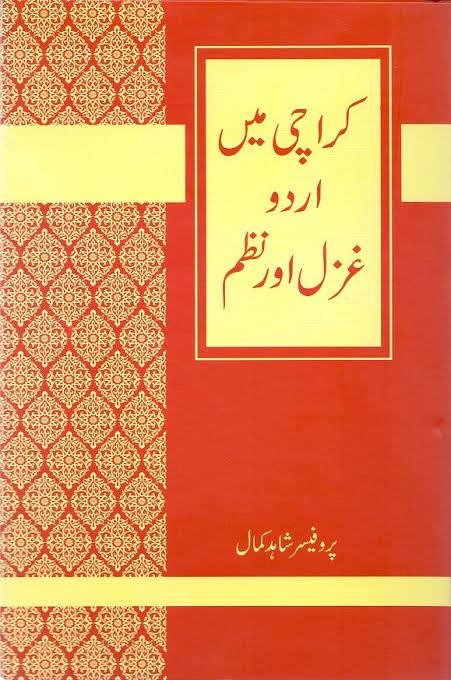 کراچی میں
اردو
غزل اور نظم
پروفیسر شاہد کمال